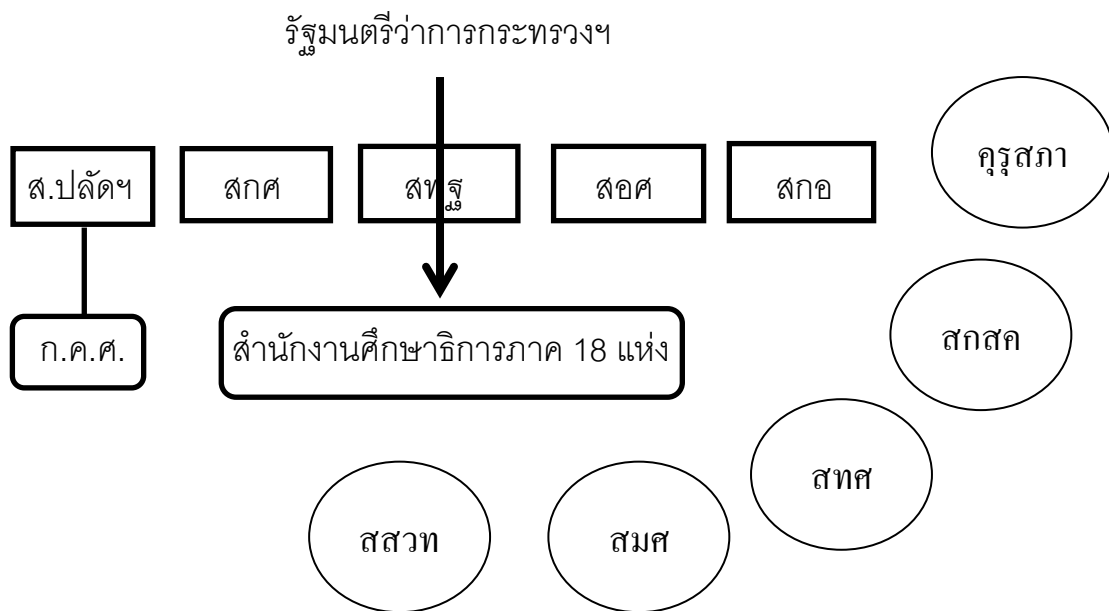 รัฐมนตรีว่าการกระทรวงฯ
ส.ปลัดฯ
สกศ
สพฐ
สอศ
สกอ
คุรุสภา
ก.ค.ศ.
สำนักงานศึกษาธิการภาค 18 แห่ง
สกสค
สทศ
สสวท
สมศ